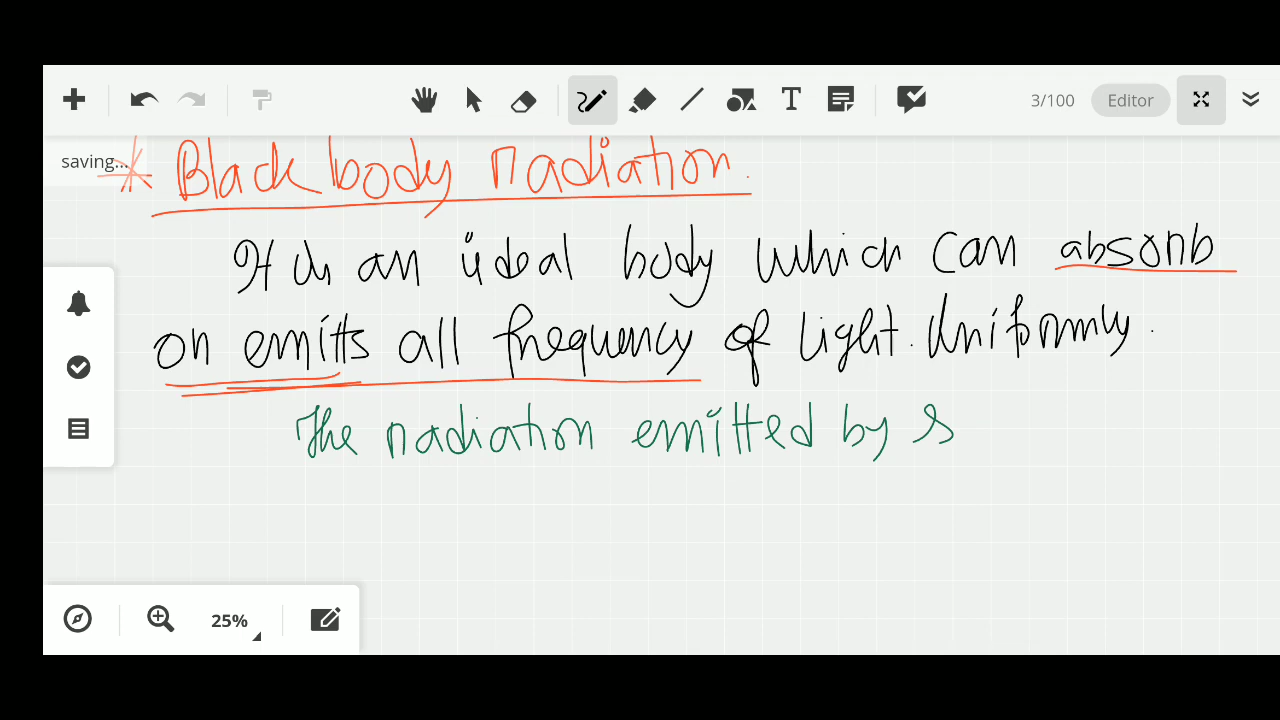 3/100 Editor
saving...
* Black body radiation.
It is an ideal body which can absorb
or emitts all frequency of light. Uniformly.
The radiation emitted by s
25%